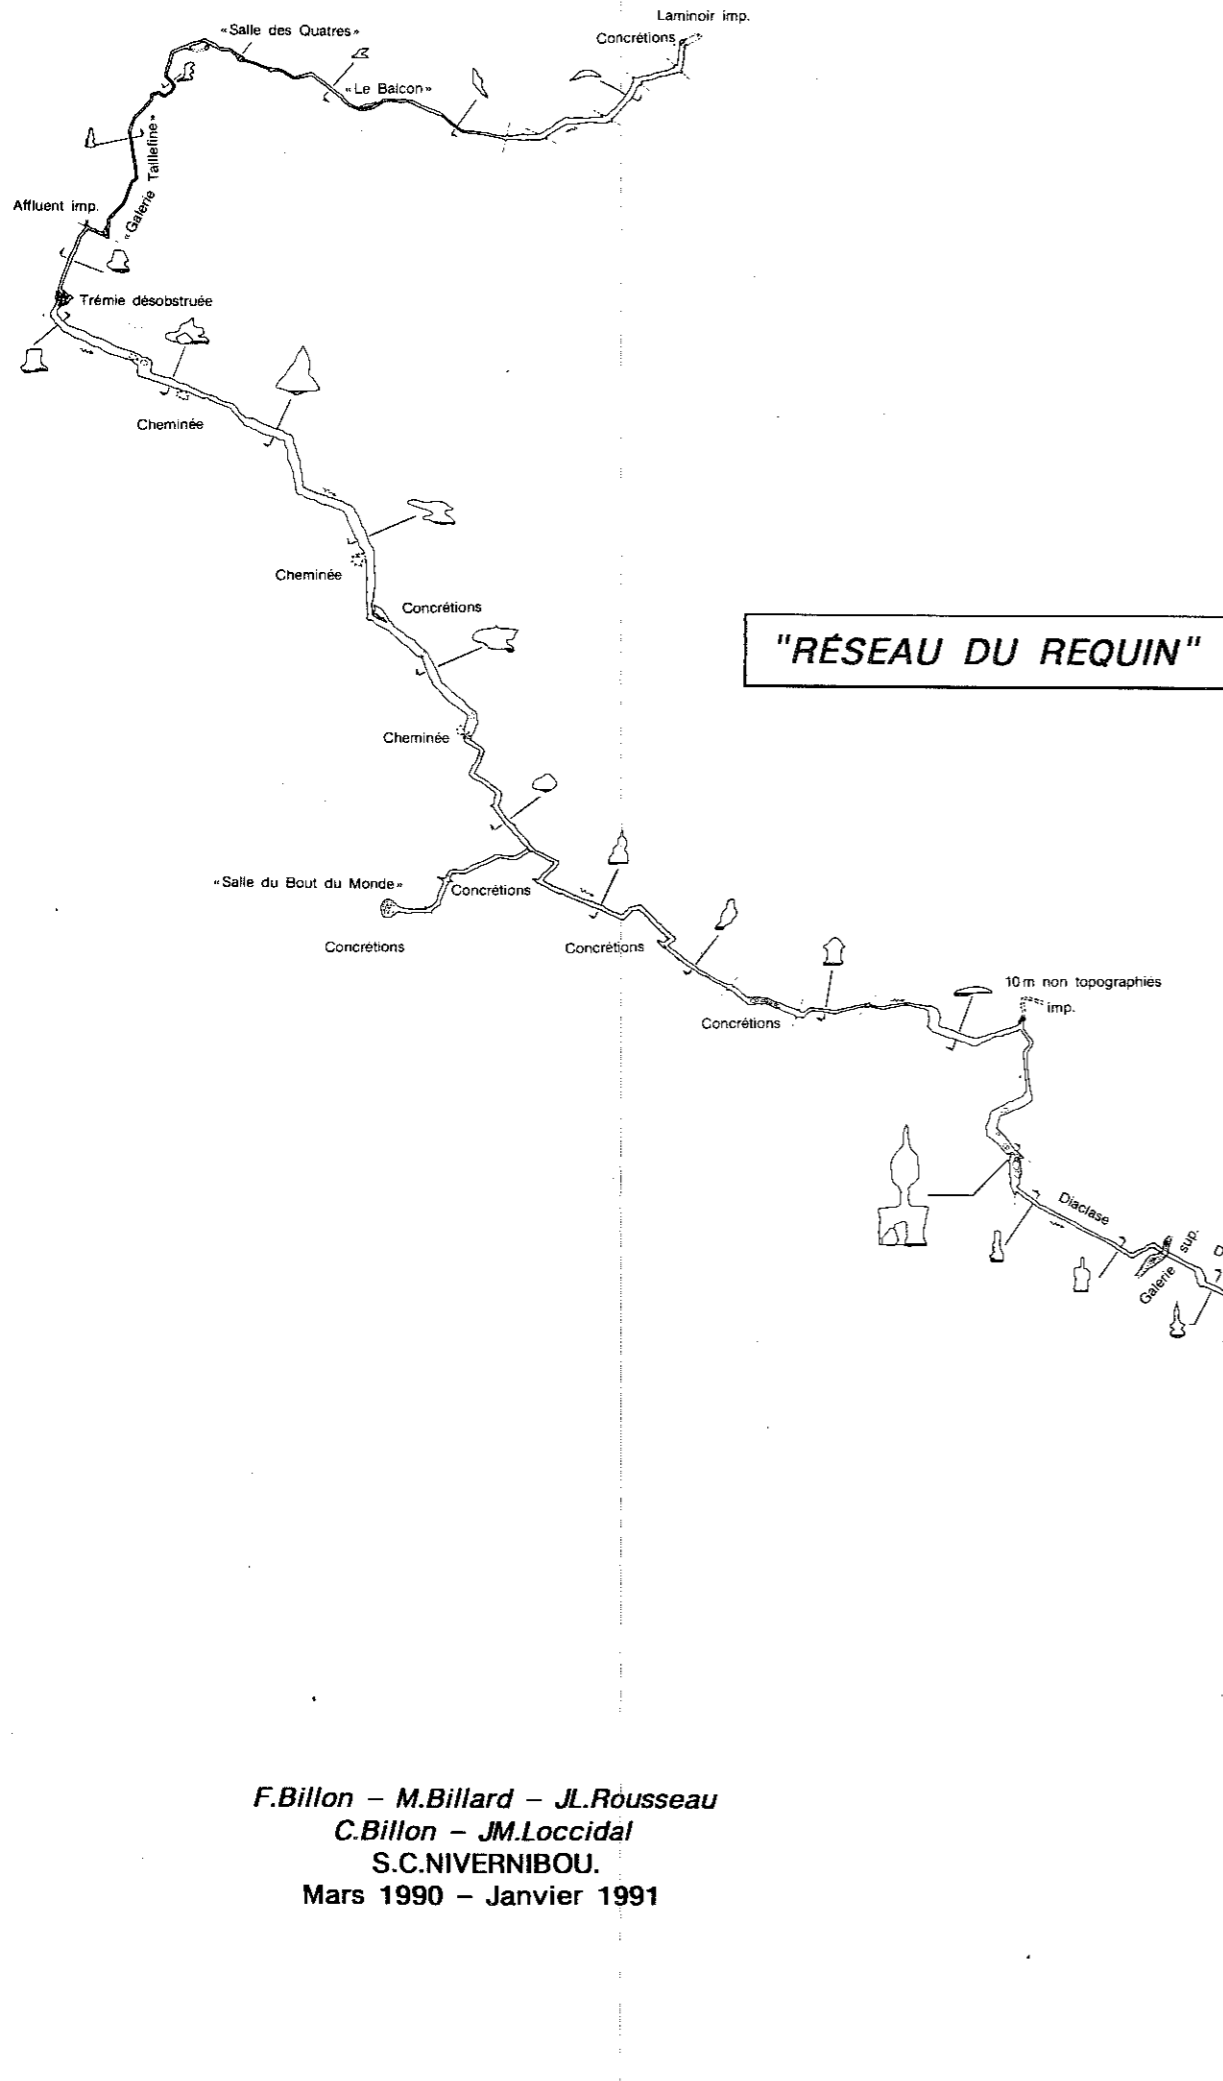 Laminoir imp.
«Salle des Quatres»
Concrétions
«Le Balcon»
«Galerie Taillefine»
Affluent imp.
Trémie désobstruée
Cheminée
Cheminée
Concrétions
"RÉSEAU DU REQUIN"
Cheminée
«Salle du Bout du Monde»
Concrétions
Concrétions
Concrétions
10m non topographiés
imp.
Concrétions
Diaclase
Galerie sup.
D
F.Billon – M.Billard – JL.Rousseau
C.Billon – JM.Loccidal
S.C.NIVERNIBOU.
Mars 1990 – Janvier 1991